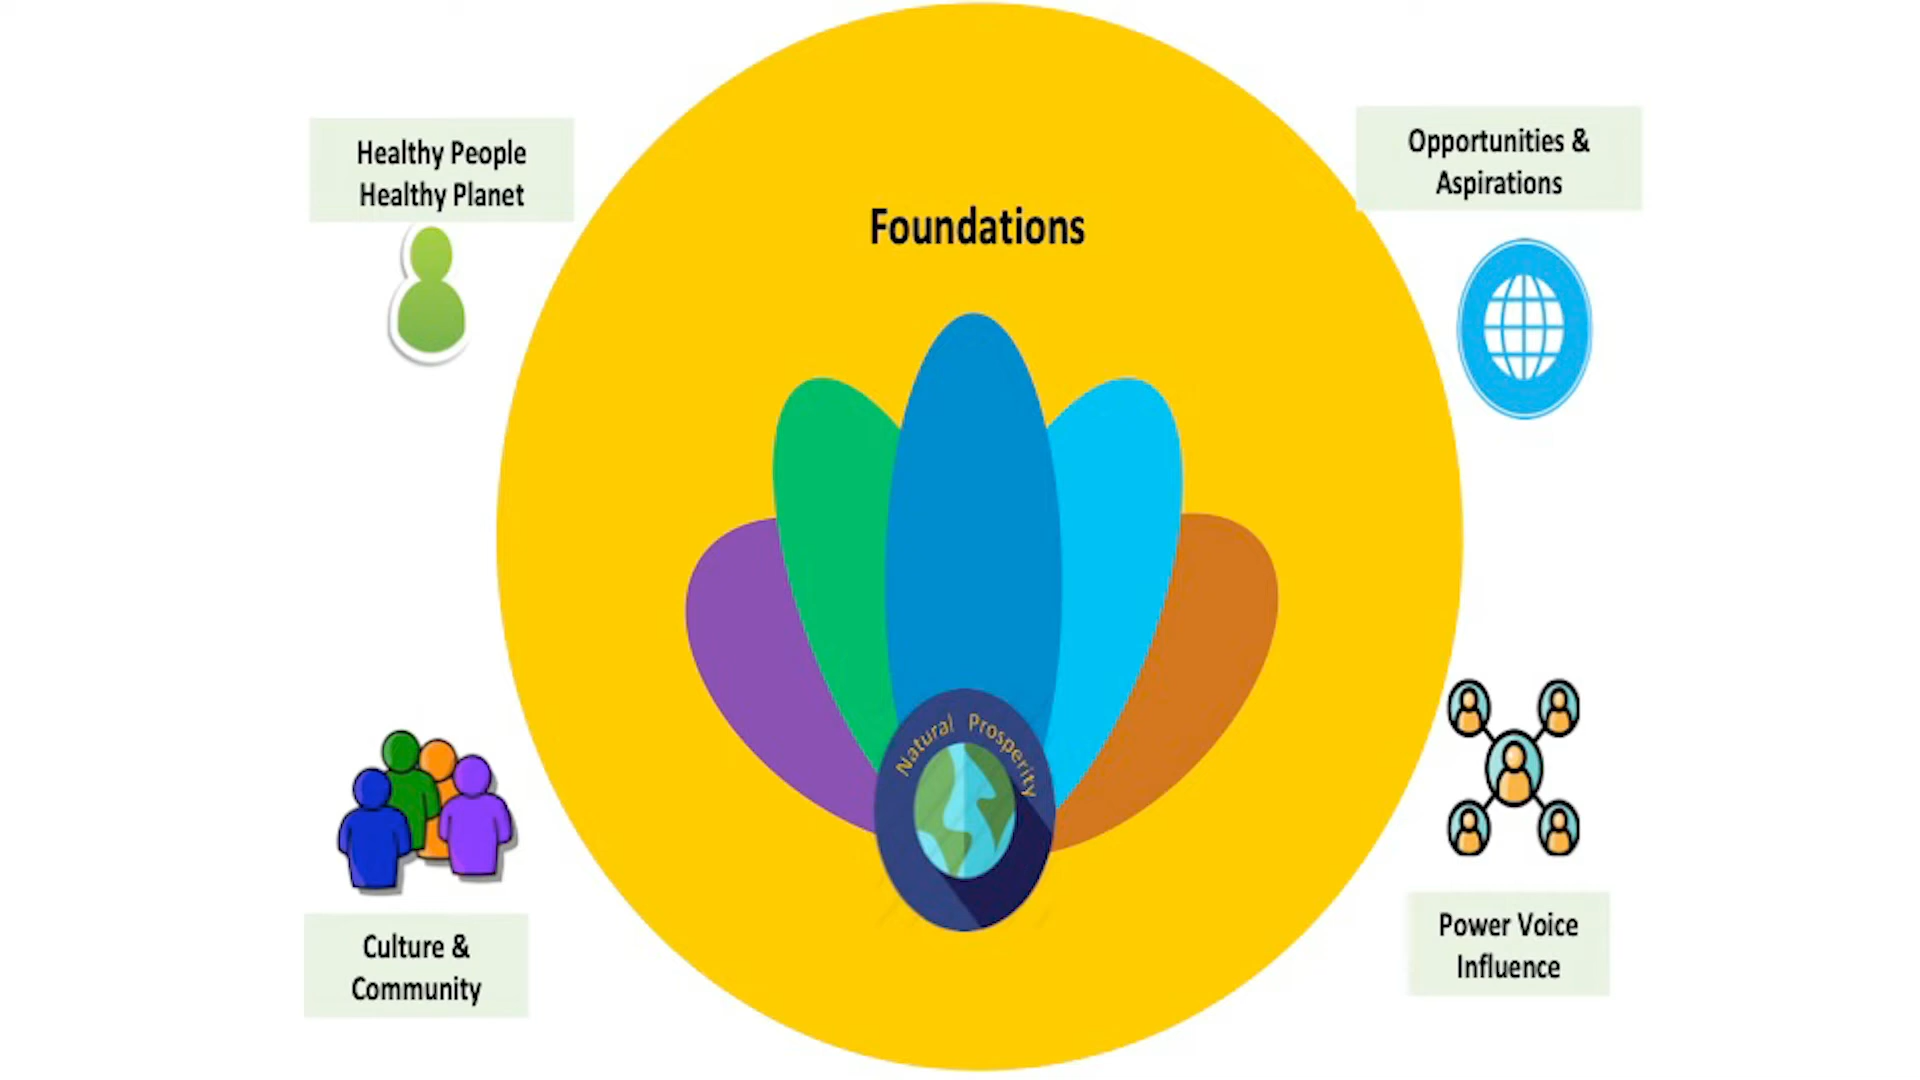 Healthy People
Healthy Planet
Opportunities &
Aspirations
Foundations
Natural Prosperity
Culture &
Community
Power Voice
Influence